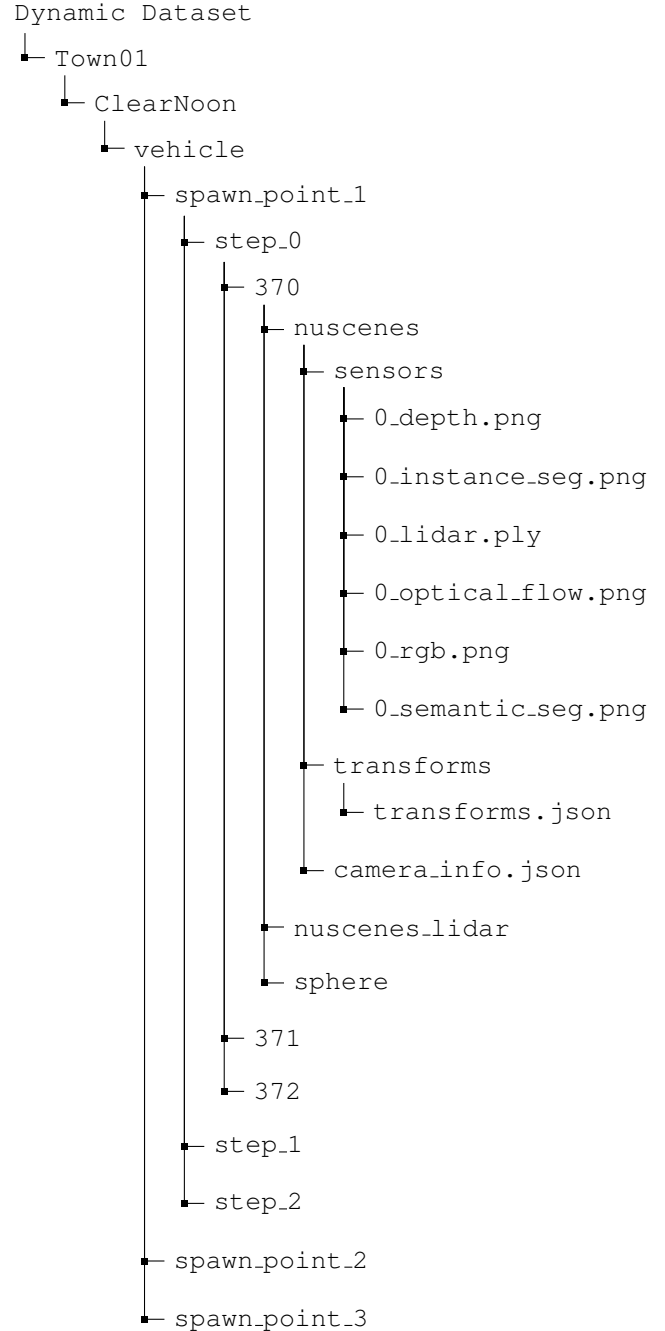 Dynamic Dataset
Town01
ClearNoon
vehicle
spawn_point_1
step_0
370
nuscenes
sensors
0_depth.png
0_instance_seg.png
0_lidar.ply
0_optical_flow.png
0_rgb.png
0_semantic_seg.png
transforms
transforms.json
camera_info.json
nuscenes_lidar
sphere
371
372
step_1
step_2
spawn_point_2
spawn_point_3